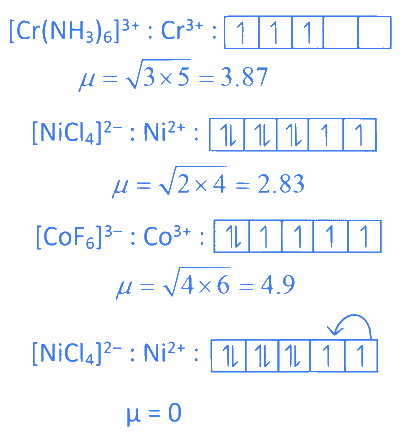 [Cr(NH₃)₆]³⁺ : Cr³⁺ : 1 1 1
μ = √3×5 = 3.87
[NiCl₄]²⁻ : Ni²⁺ : ⥮ ⥮ ⥮ 1 1
μ = √2×4 = 2.83
[CoF₆]³⁻ : Co³⁺ : ⥮ 1 1 1 1
μ = √4×6 = 4.9
[NiCl₄]²⁻ : Ni²⁺ : ⥮ ⥮ ⥮ 1 1
μ = 0